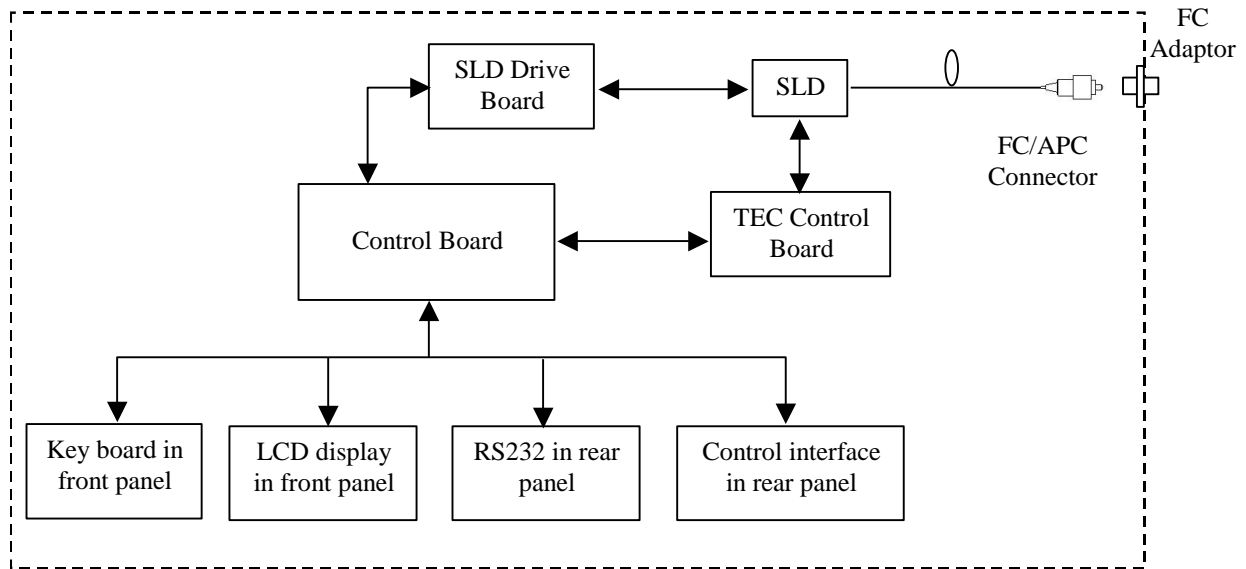 FC
Adaptor
SLD Drive
Board
SLD
FC/APC
Connector
Control Board
TEC Control
Board
Key board in
front panel
LCD display
in front panel
RS232 in rear
panel
Control interface
in rear panel